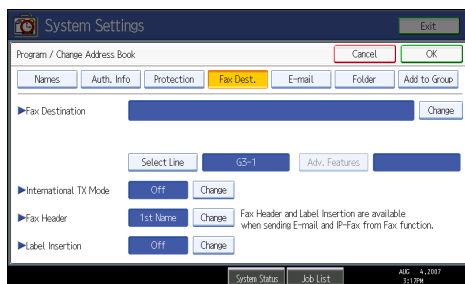 System Settings
Exit
Program / Change Address Book
Cancel
OK
Names
Auth. Info
Protection
Fax Dest.
E-mail
Folder
Add to Group
▶Fax Destination
Change
Select Line
G3-1
Adv. Features
▶International TX Mode
Off
Change
▶Fax Header
1st Name
Change
Fax Header and Label Insertion are available
when sending E-mail and IP-Fax from Fax function.
▶Label Insertion
Off
Change
System Status
Job List
AUG 4,2007
3:17PM